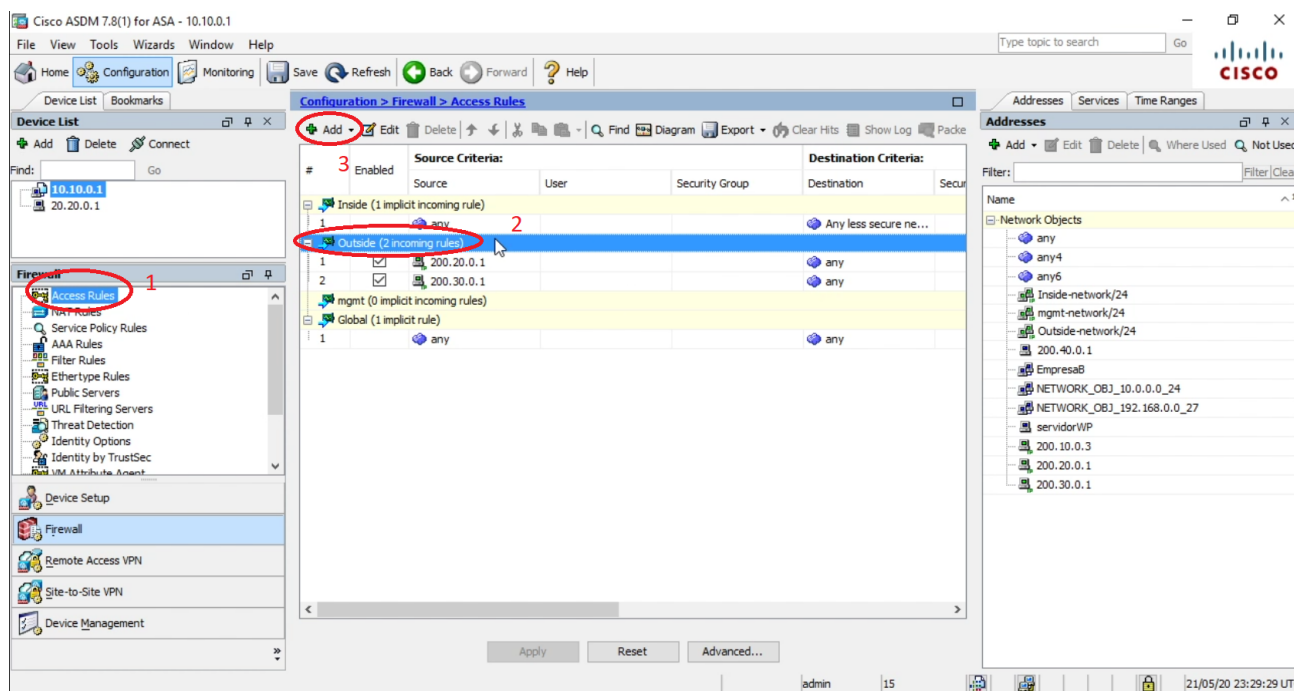 Cisco ASDM 7.8(1) for ASA - 10.10.0.1
File View Tools Wizards Window Help
Type topic to search Go
Home Configuration Monitoring Save Refresh Back Forward Help
CISCO
Device List Bookmarks
Device List
Add Delete Connect
Find: Go
10.10.0.1
20.20.0.1
Firewall
Access Rules
1
NAT Rules
Service Policy Rules
AAA Rules
Filter Rules
Ethertype Rules
Public Servers
URL Filtering Servers
Threat Detection
Identity Options
Identity by TrustSec
VM Attribute Agent
Device Setup
Firewall
Remote Access VPN
Site-to-Site VPN
Device Management
Configuration > Firewall > Access Rules
Add Edit Delete Find Diagram Export Clear Hits Show Log Packe
3
# Enabled Source Criteria: Destination Criteria:
Source User Security Group Destination Secur
Inside (1 implicit incoming rule)
1 any Any less secure ne...
2
Outside (2 incoming rules)
1 200.20.0.1 any
2 200.30.0.1 any
mgmt (0 implicit incoming rules)
Global (1 implicit rule)
1 any any
Apply Reset Advanced...
Addresses Services Time Ranges
Addresses
Add Edit Delete Where Used Not Used
Filter: Filter Clea
Name
Network Objects
any
any4
any6
Inside-network/24
mgmt-network/24
Outside-network/24
200.40.0.1
EmpresaB
NETWORK_OBJ_10.0.0.0_24
NETWORK_OBJ_192.168.0.0_27
servidorWP
200.10.0.3
200.20.0.1
200.30.0.1
admin 15 21/05/20 23:29:29 UT